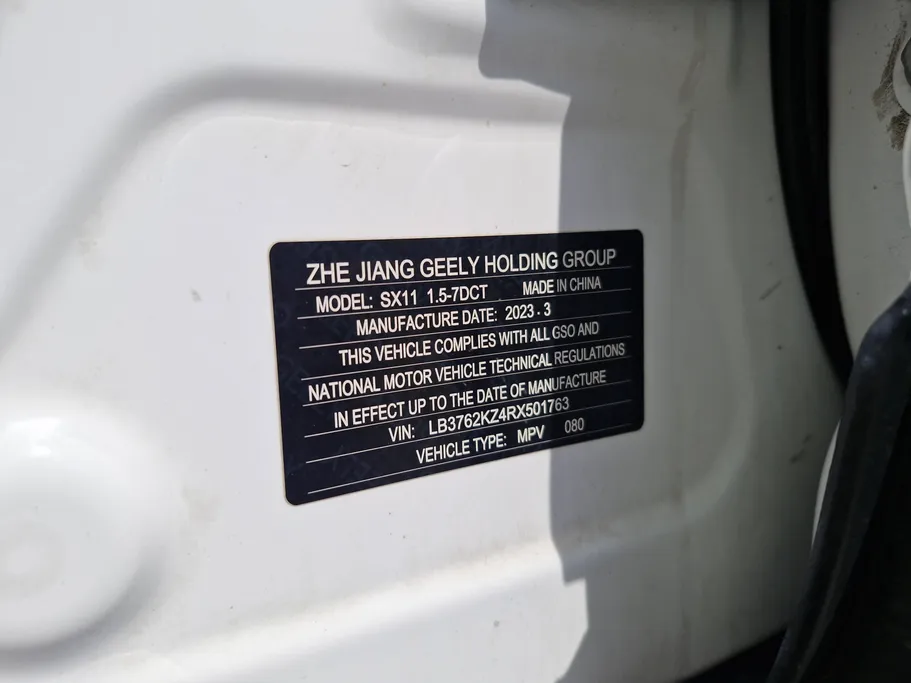 ZHE JIANG GEELY HOLDING GROUP
MODEL: SX11 1.5-7DCT MADE IN CHINA
MANUFACTURE DATE: 2023.3
THIS VEHICLE COMPLIES WITH ALL GSO AND
NATIONAL MOTOR VEHICLE TECHNICAL REGULATIONS
IN EFFECT UP TO THE DATE OF MANUFACTURE
VIN: LB3762KZ4RX501763
VEHICLE TYPE: MPV 080